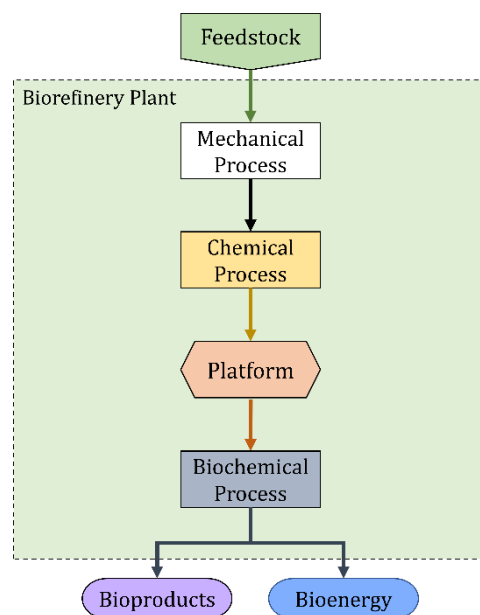 Feedstock
Biorefinery Plant
Mechanical
Process
Chemical
Process
Platform
Biochemical
Process
Bioproducts
Bioenergy